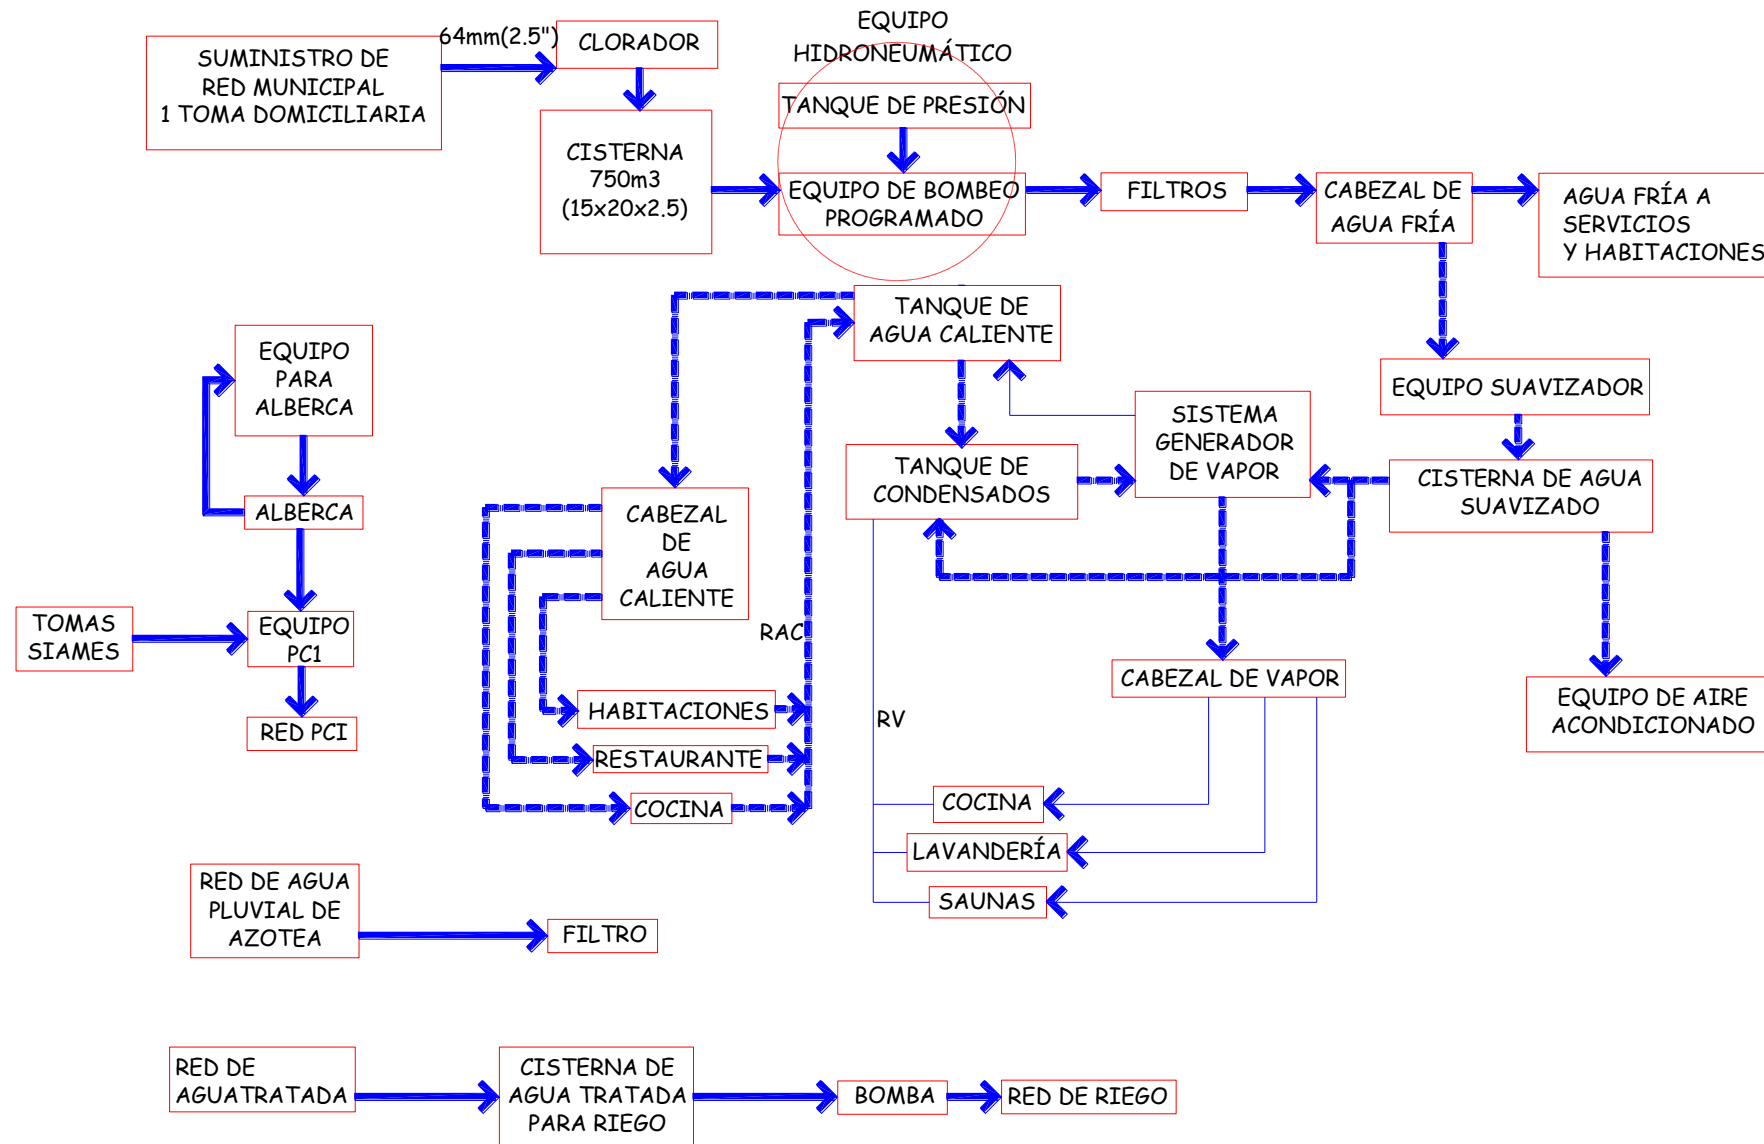 SUMINISTRO DE
RED MUNICIPAL
1 TOMA DOMICILIARIA
64mm(2.5")
CLORADOR
EQUIPO
HIDRONEUMÁTICO
TANQUE DE PRESIÓN
CISTERNA
750m3
(15x20x2.5)
EQUIPO DE BOMBEO
PROGRAMADO
FILTROS
CABEZAL DE
AGUA FRÍA
AGUA FRÍA A
SERVICIOS
Y HABITACIONES
EQUIPO
PARA
ALBERCA
ALBERCA
TOMAS
SIAMES
EQUIPO
PC1
RED PCI
TANQUE DE
AGUA CALIENTE
TANQUE DE
CONDENSADOS
SISTEMA
GENERADOR
DE VAPOR
EQUIPO SUAVIZADOR
CISTERNA DE AGUA
SUAVIZADO
CABEZAL
DE
AGUA
CALIENTE
RAC
HABITACIONES
RESTAURANTE
COCINA
RV
CABEZAL DE VAPOR
EQUIPO DE AIRE
ACONDICIONADO
COCINA
LAVANDERÍA
SAUNAS
RED DE AGUA
PLUVIAL DE
AZOTEA
FILTRO
RED DE
AGUATRATADA
CISTERNA DE
AGUA TRATADA
PARA RIEGO
BOMBA
RED DE RIEGO